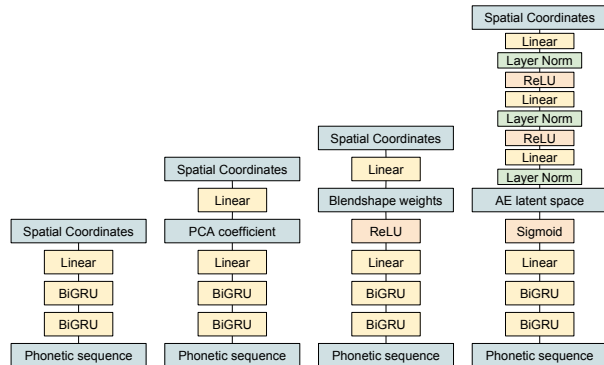 Spatial Coordinates
Linear
BiGRU
BiGRU
Phonetic sequence
Spatial Coordinates
Linear
PCA coefficient
Linear
BiGRU
BiGRU
Phonetic sequence
Spatial Coordinates
Linear
Blendshape weights
ReLU
Linear
BiGRU
BiGRU
Phonetic sequence
Spatial Coordinates
Linear
Layer Norm
ReLU
Linear
Layer Norm
ReLU
Linear
Layer Norm
AE latent space
Sigmoid
Linear
BiGRU
BiGRU
Phonetic sequence